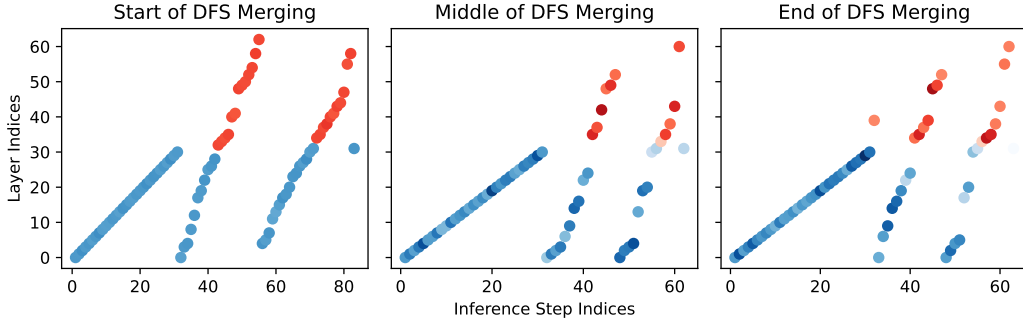 Start of DFS Merging
Middle of DFS Merging
End of DFS Merging
Layer Indices
60
50
40
30
20
10
0
0 20 40 60 80
0 20 40 60
0 20 40 60
Inference Step Indices